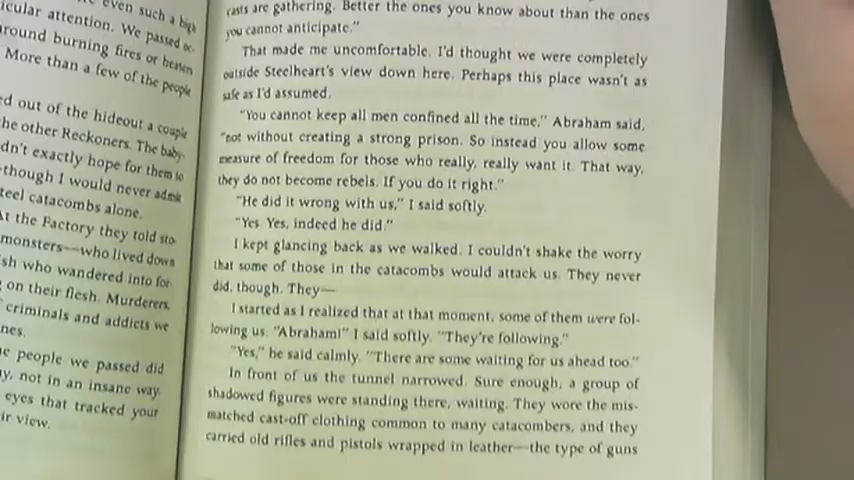 even such a high
icular attention. We passed oc-
around burning fires or beaten
More than a few of the people
ed out of the hideout a couple
he other Reckoners. The baby-
dn't exactly hope for them to
though I would never admit
teel catacombs alone.
At the Factory they told sto-
monsters—who lived down
sh who wandered into for-
on their flesh. Murderers,
criminals and addicts we
nes.
e people we passed did
y, not in an insane way.
eyes that tracked your
ir view.
casts are gathering. Better the ones you know about than the ones
you cannot anticipate."
That made me uncomfortable. I'd thought we were completely
outside Steelheart's view down here. Perhaps this place wasn't as
safe as I'd assumed.
"You cannot keep all men confined all the time," Abraham said,
"not without creating a strong prison. So instead you allow some
measure of freedom for those who really, really want it. That way,
they do not become rebels. If you do it right."
"He did it wrong with us," I said softly.
"Yes. Yes, indeed he did."
I kept glancing back as we walked. I couldn't shake the worry
that some of those in the catacombs would attack us. They never
did, though. They—
I started as I realized that at that moment, some of them were fol-
lowing us. "Abraham!" I said softly. "They're following."
"Yes," he said calmly. "There are some waiting for us ahead too."
In front of us the tunnel narrowed. Sure enough, a group of
shadowed figures were standing there, waiting. They wore the mis-
matched cast-off clothing common to many catacombers, and they
carried old rifles and pistols wrapped in leather—the type of guns